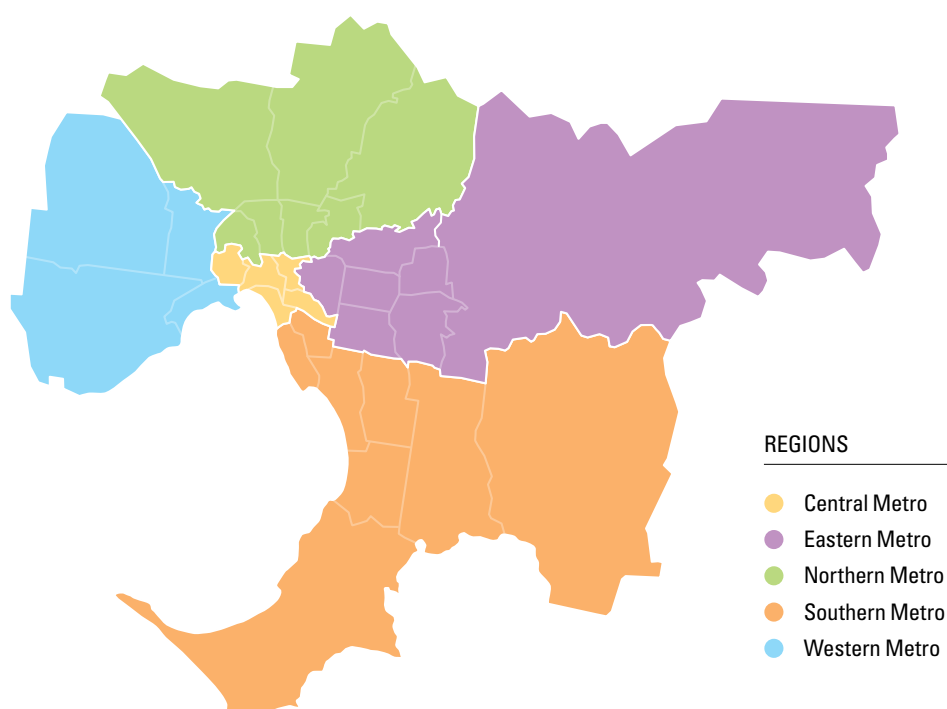 REGIONS
Central Metro
Eastern Metro
Northern Metro
Southern Metro
Western Metro